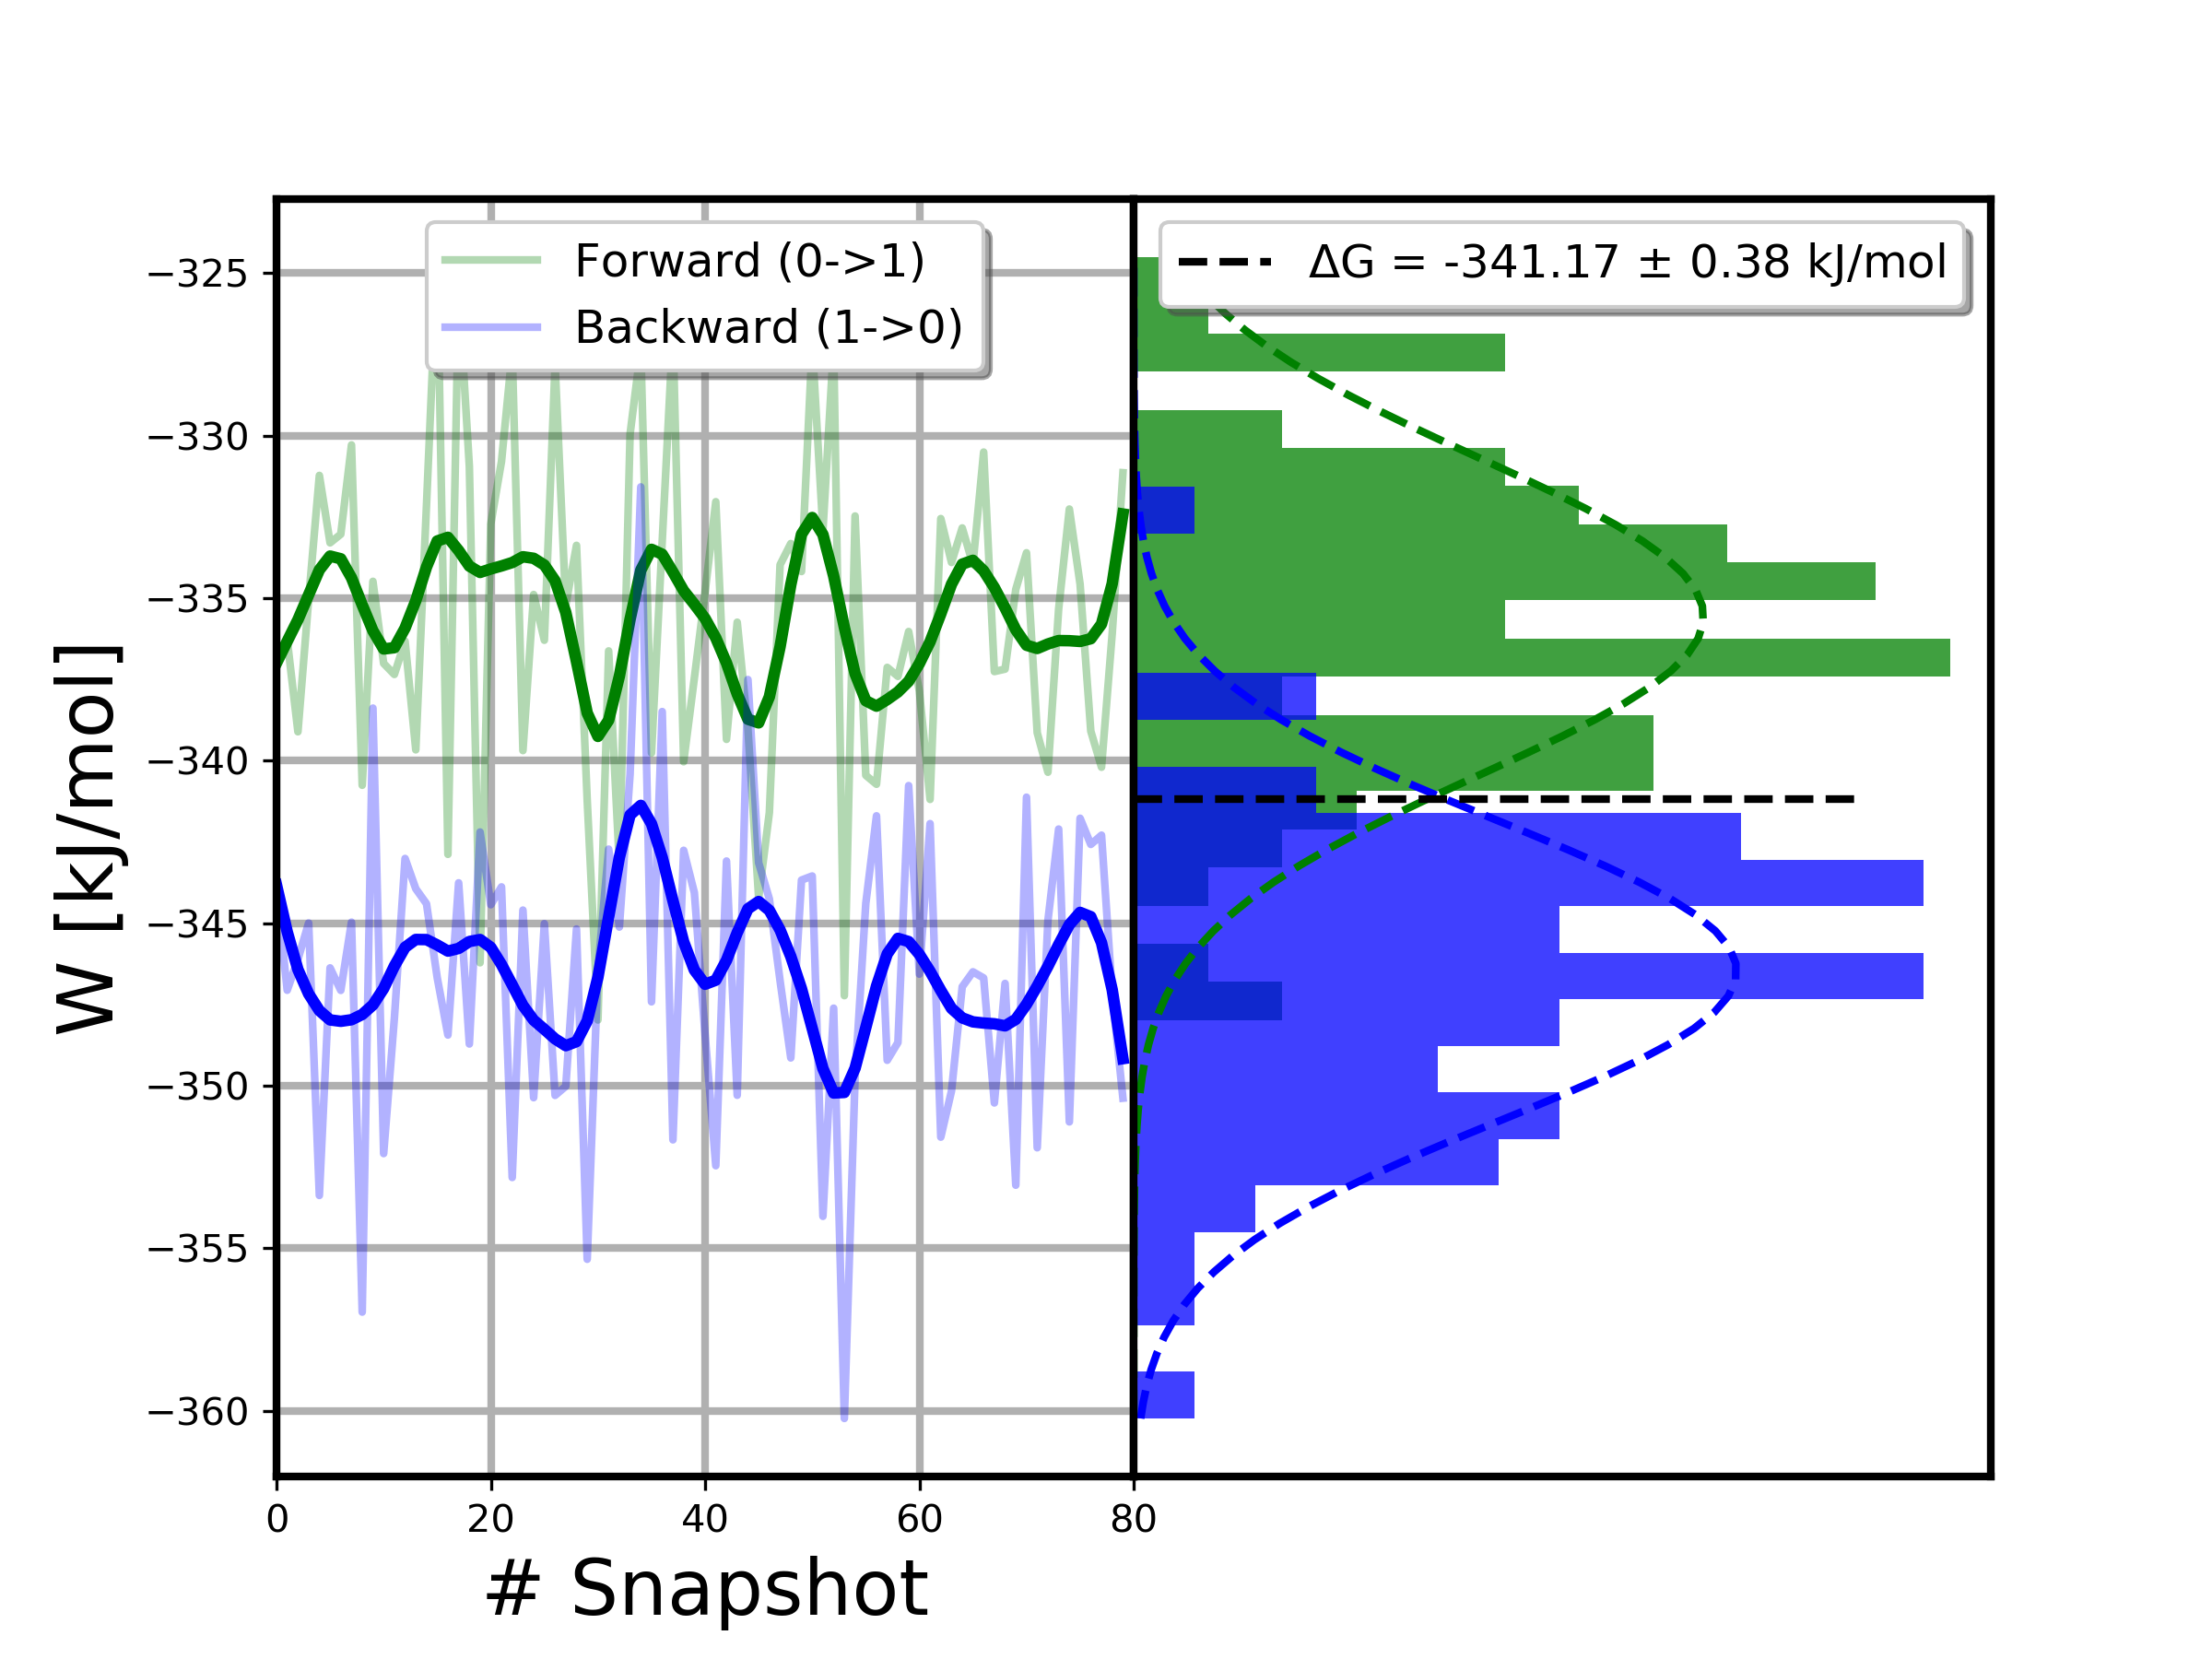 Forward (0->1)
Backward (1->0)
ΔG = -341.17 ± 0.38 kJ/mol
W [kJ/mol]
−325
−330
−335
−340
−345
−350
−355
−360
0 20 40 60 80
# Snapshot